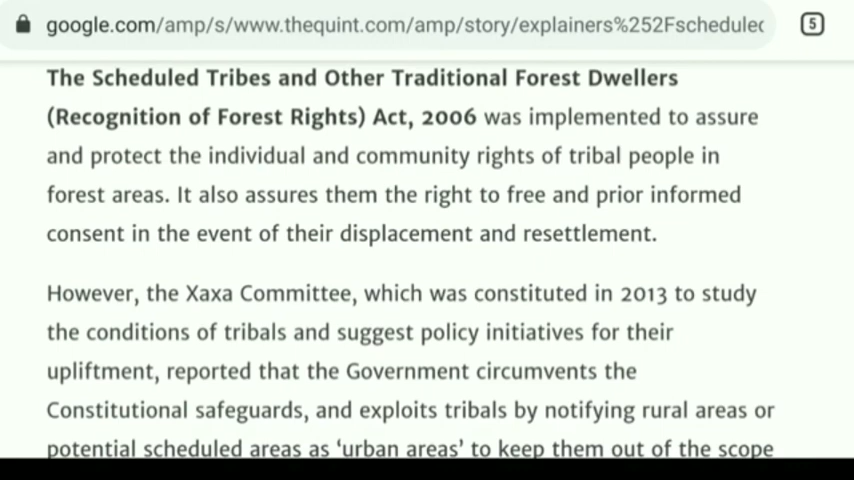 google.com/amp/s/www.thequint.com/amp/story/explainers%252Fscheduled
5
The Scheduled Tribes and Other Traditional Forest Dwellers
(Recognition of Forest Rights) Act, 2006 was implemented to assure
and protect the individual and community rights of tribal people in
forest areas. It also assures them the right to free and prior informed
consent in the event of their displacement and resettlement.
However, the Xaxa Committee, which was constituted in 2013 to study
the conditions of tribals and suggest policy initiatives for their
upliftment, reported that the Government circumvents the
Constitutional safeguards, and exploits tribals by notifying rural areas or
potential scheduled areas as ‘urban areas’ to keep them out of the scope